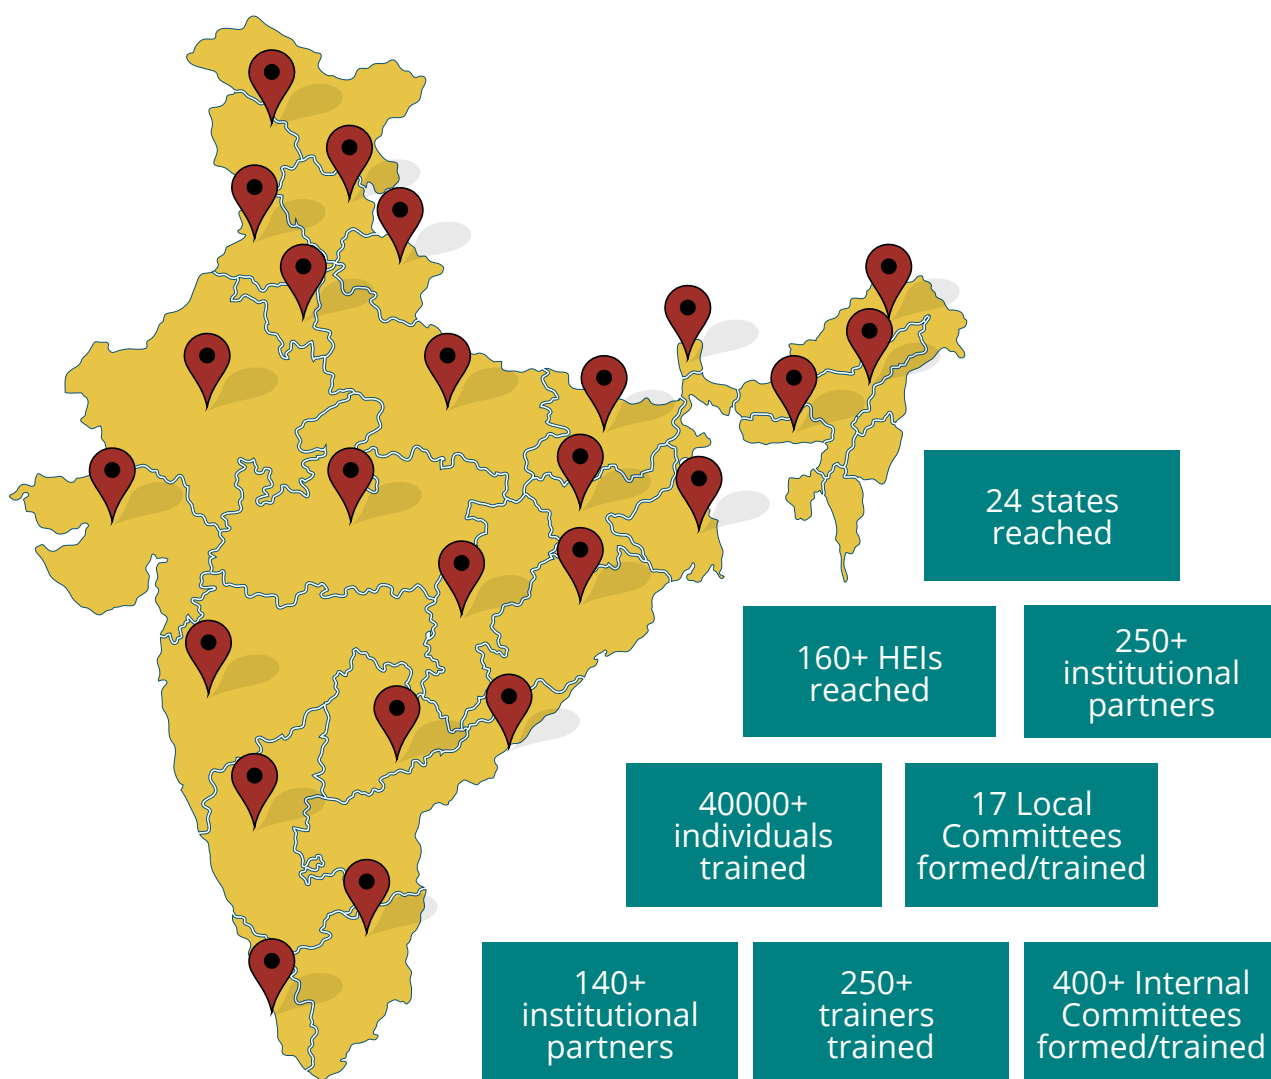 24 states
reached
160+ HEIs
reached
250+
institutional
partners
40000+
individuals
trained
17 Local
Committees
formed/trained
140+
institutional
partners
250+
trainers
trained
400+ Internal
Committees
formed/trained